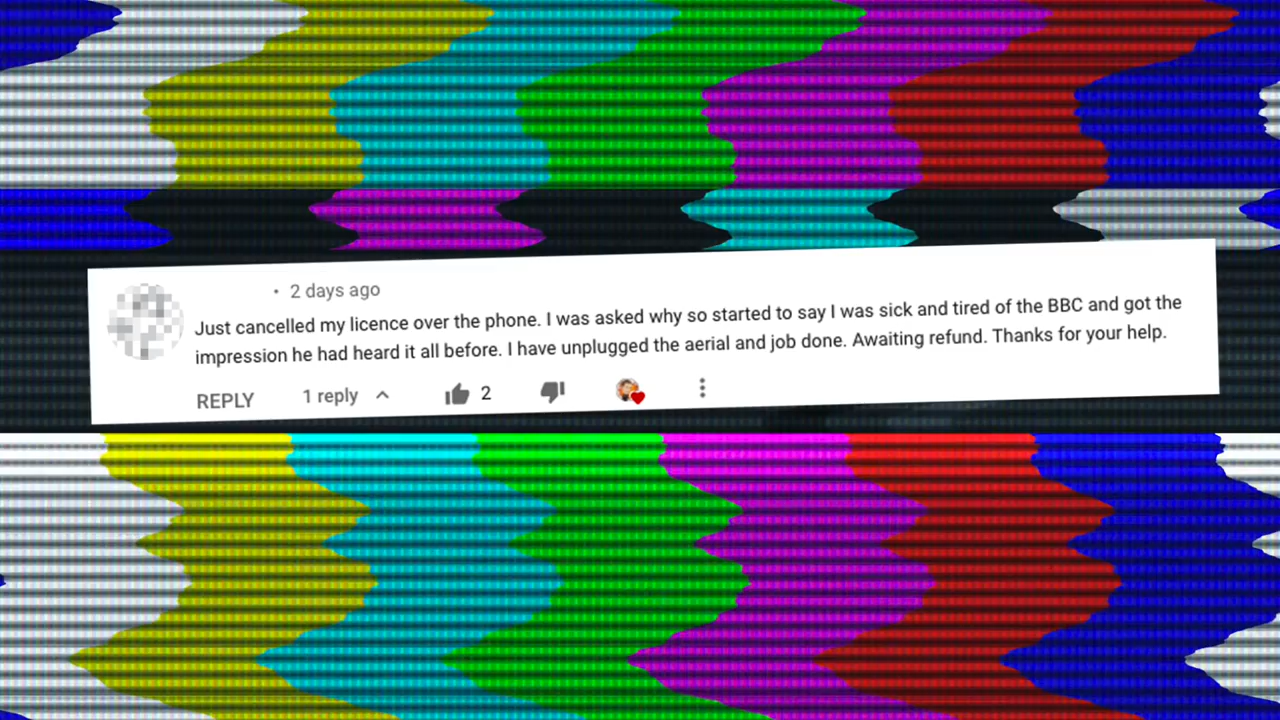 • 2 days ago
Just cancelled my licence over the phone. I was asked why so started to say I was sick and tired of the BBC and got the
impression he had heard it all before. I have unplugged the aerial and job done. Awaiting refund. Thanks for your help.
REPLY 1 reply 2